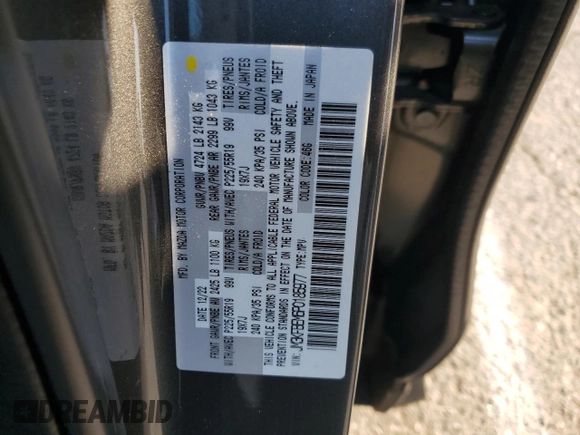 MFD. BY MAZDA MOTOR CORPORATION
DATE 12/22 GVWR/PNBV 4724 LB 2143 KG
FRONT GAWR/PNBE AV 2425 LB 1100 KG REAR GAWR/PNBE AR 2299 LB 1043 KG
WITH/AVEC P225/55R19 99V TIRES/PNEUS WITH/AVEC P225/55R19 99V TIRES/PNEUS
19X7J RIMS/JANTES 19X7J RIMS/JANTES
240 KPA/35 PSI COLD/A FROID 240 KPA/35 PSI COLD/A FROID
THIS VEHICLE CONFORMS TO ALL APPLICABLE FEDERAL MOTOR VEHICLE SAFETY AND THEFT
PREVENTION STANDARDS IN EFFECT ON THE DATE OF MANUFACTURE SHOWN ABOVE.
VIN: TYPE: MPV COLOR CODE: 46G
MADE IN JAPAN
DREAMBID